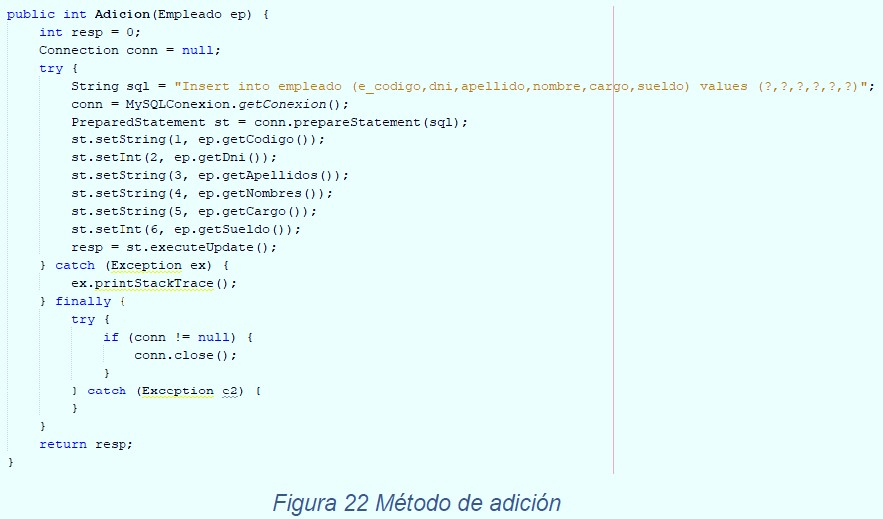 public int Adicion(Empleado ep) {
int resp = 0;
Connection conn = null;
try {
String sql = "Insert into empleado (e_codigo,dni,apellido,nombre,cargo,sueldo) values (?,?,?,?,?,?)";
conn = MySQLConexion.getConexion();
PreparedStatement st = conn.prepareStatement(sql);
st.setString(1, ep.getCodigo());
st.setInt(2, ep.getDni());
st.setString(3, ep.getApellidos());
st.setString(4, ep.getNombres());
st.setString(5, ep.getCargo());
st.setInt(6, ep.getSueldo());
resp = st.executeUpdate();
} catch (Exception ex) {
ex.printStackTrace();
} finally {
try {
if (conn != null) {
conn.close();
}
} catch (Exception e2) {
}
}
return resp;
}
Figura 22 Método de adición